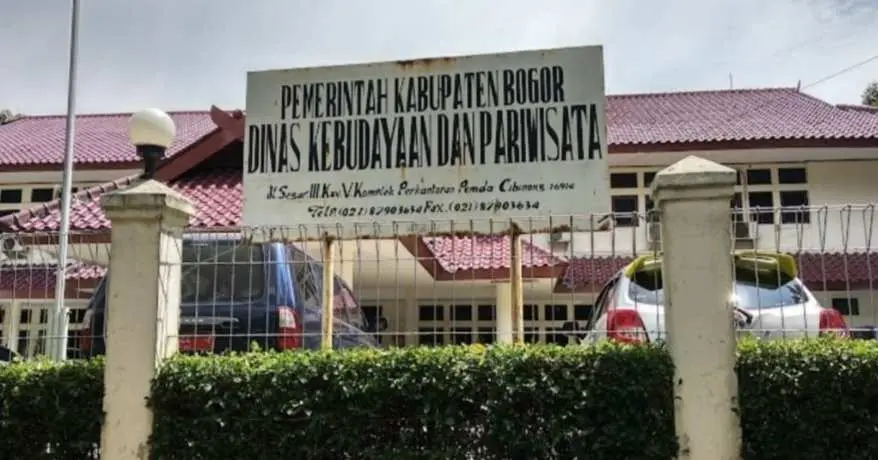 PEMERINTAH KABUPATEN BOGOR
DINAS KEBUDAYAAN DAN PARIWISATA
Jl. Segar III. Kav. V. Komplek Perkantoran Pemda Cibinong 16914
Telp. (021) 87903634 Fax. (021) 87903634